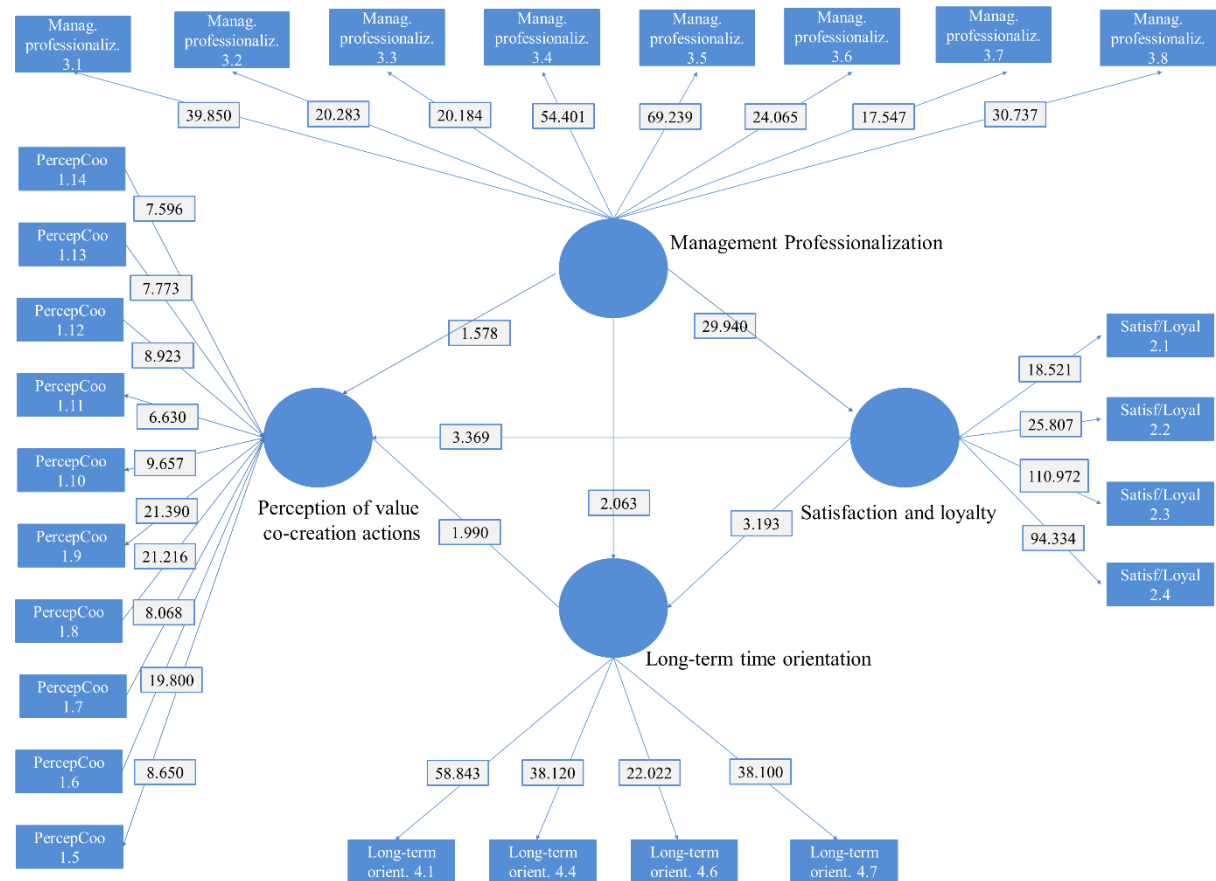 Manag.
professionaliz.
3.1
Manag.
professionaliz.
3.2
Manag.
professionaliz.
3.3
Manag.
professionaliz.
3.4
Manag.
professionaliz.
3.5
Manag.
professionaliz.
3.6
Manag.
professionaliz.
3.7
Manag.
professionaliz.
3.8
39.850
20.283
20.184
54.401
69.239
24.065
17.547
30.737
PercepCoo
1.14
PercepCoo
1.13
PercepCoo
1.12
PercepCoo
1.11
PercepCoo
1.10
PercepCoo
1.9
PercepCoo
1.8
PercepCoo
1.7
PercepCoo
1.6
PercepCoo
1.5
7.596
7.773
8.923
6.630
9.657
21.390
21.216
8.068
19.800
8.650
Management Professionalization
1.578
29.940
3.369
2.063
1.990
3.193
Perception of value
co-creation actions
Satisfaction and loyalty
Long-term time orientation
18.521
25.807
110.972
94.334
Satisf/Loyal
2.1
Satisf/Loyal
2.2
Satisf/Loyal
2.3
Satisf/Loyal
2.4
58.843
38.120
22.022
38.100
Long-term
orient. 4.1
Long-term
orient. 4.4
Long-term
orient. 4.6
Long-term
orient. 4.7